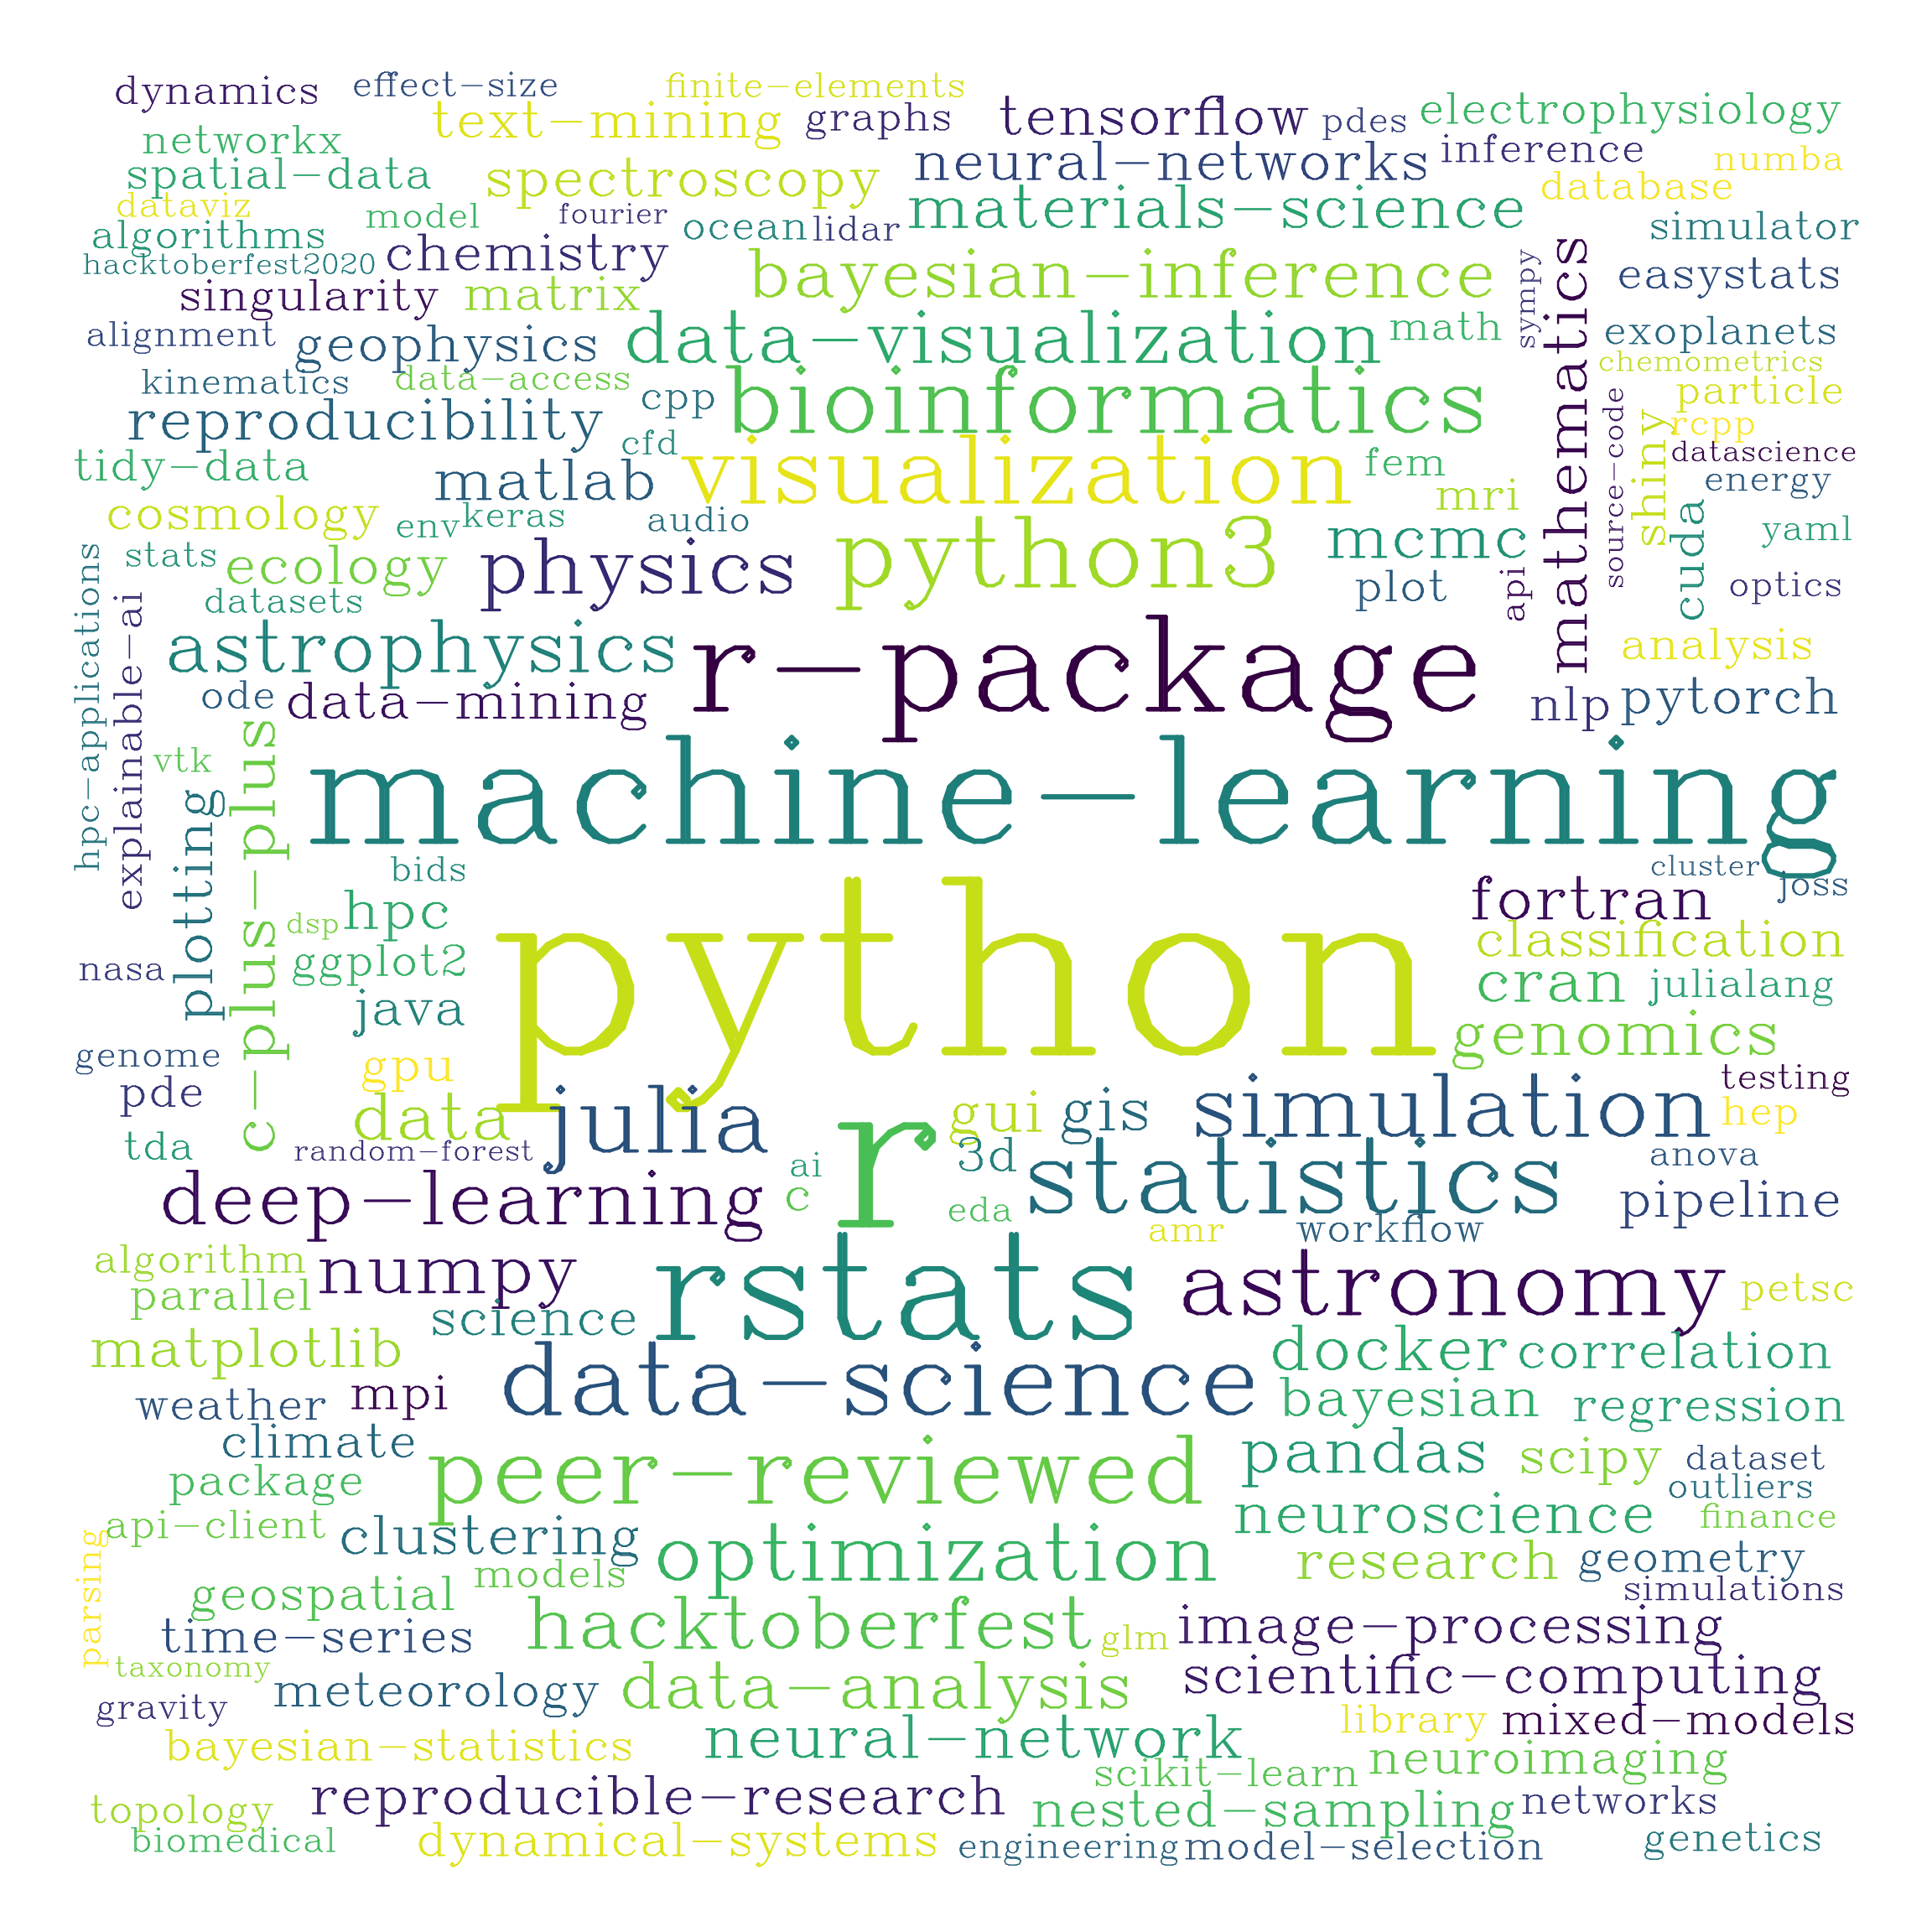 dynamics
effect-size
finite-elements
text-mining
graphs
tensorflow
pdes
electrophysiology
networkx
neural-networks
inference
numba
spatial-data
spectroscopy
database
dataviz
model
fourier
ocean
lidar
materials-science
simulator
algorithms
chemistry
hacktoberfest2020
bayesian-inference
sympy
mathematics
easystats
singularity
matrix
alignment
geophysics
data-visualization
math
exoplanets
chemometrics
kinematics
data-access
cpp
bioinformatics
source-code
particle
reproducibility
cfd
shiny
rcpp
tidy-data
matlab
visualization
fem
datascience
mri
energy
cosmology
env
keras
audio
python3
mcmc
cuda
yaml
hpc-applications
stats
ecology
physics
plot
api
optics
explainable-ai
datasets
astrophysics
r-package
analysis
ode
data-mining
nlp
pytorch
c-plus-plus
vtk
machine-learning
plotting
bids
cluster
joss
dsp
hpc
python
fortran
classification
nasa
ggplot2
cran
julialang
java
genomics
genome
gpu
testing
pde
data
julia
r
gui
gis
simulation
hep
tda
random-forest
ai
3d
statistics
anova
deep-learning
c
eda
pipeline
amr
workflow
algorithm
numpy
rstats
astronomy
petsc
parallel
science
matplotlib
data-science
docker
correlation
weather
mpi
bayesian
regression
climate
peer-reviewed
pandas
scipy
dataset
package
outliers
api-client
clustering
neuroscience
finance
parsing
optimization
research
geometry
models
simulations
geospatial
hacktoberfest
glm
image-processing
time-series
taxonomy
scientific-computing
gravity
meteorology
data-analysis
library
mixed-models
bayesian-statistics
neural-network
neuroimaging
scikit-learn
topology
reproducible-research
nested-sampling
networks
biomedical
dynamical-systems
engineering
model-selection
genetics